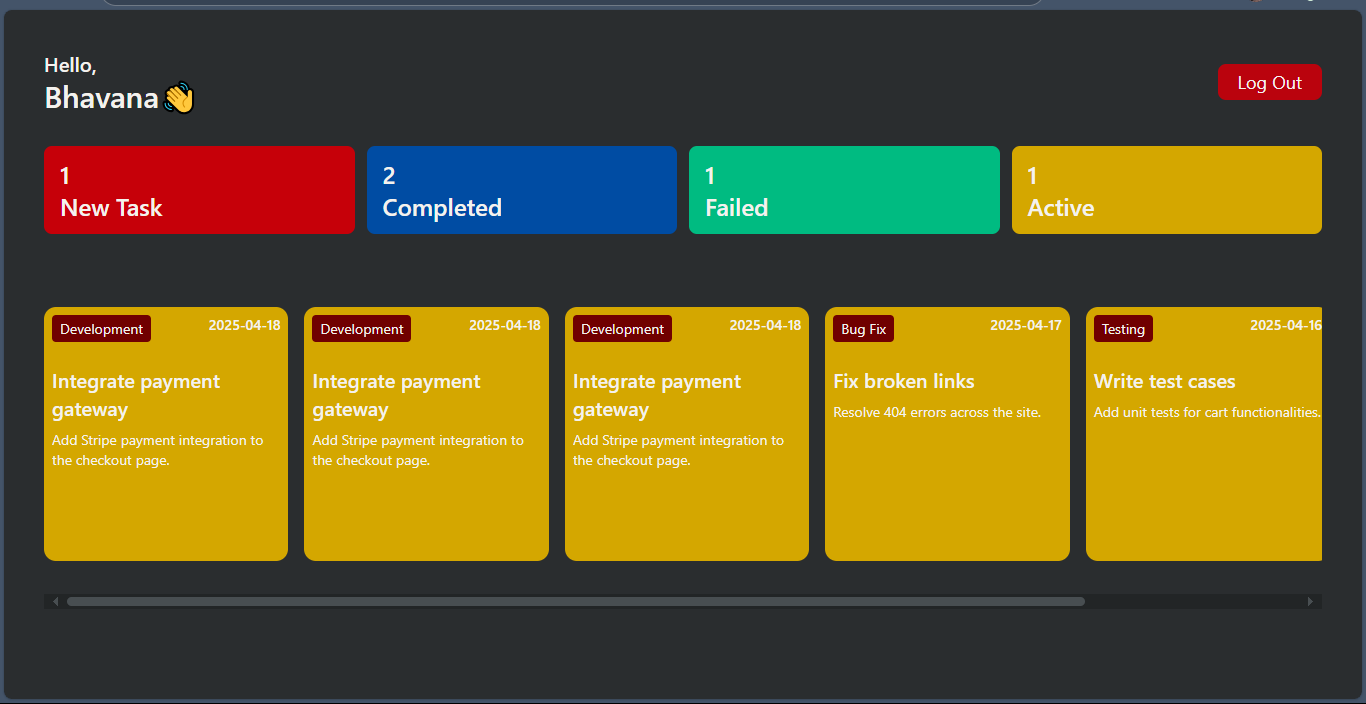 Hello,
Bhavana👋
Log Out
1
New Task
2
Completed
1
Failed
1
Active
Development
2025-04-18
Integrate payment
gateway
Add Stripe payment integration to
the checkout page.
Development
2025-04-18
Integrate payment
gateway
Add Stripe payment integration to
the checkout page.
Development
2025-04-18
Integrate payment
gateway
Add Stripe payment integration to
the checkout page.
Bug Fix
2025-04-17
Fix broken links
Resolve 404 errors across the site.
Testing
2025-04-16
Write test cases
Add unit tests for cart functionalities.